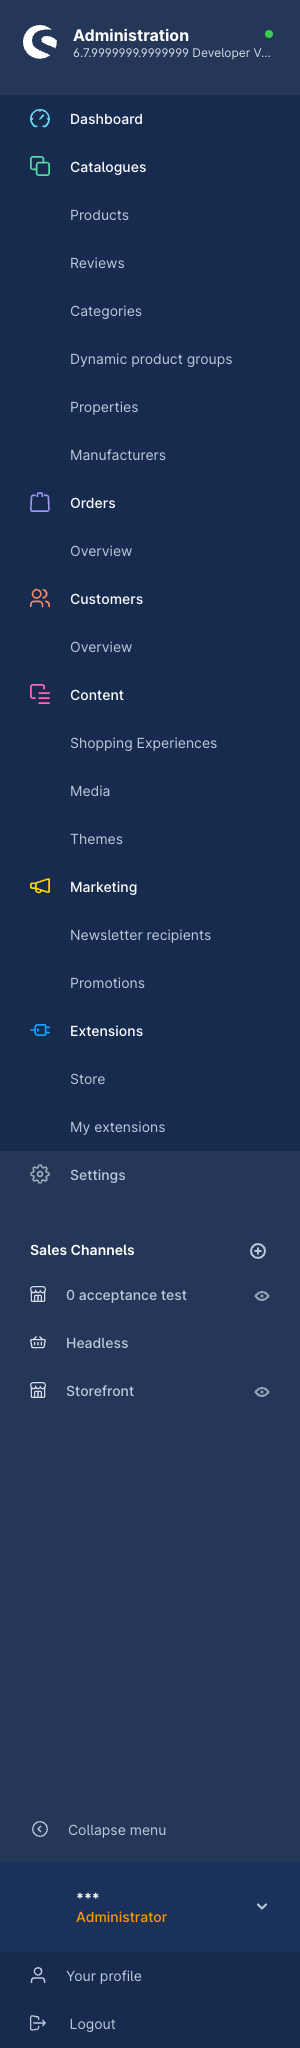 Administration
6.7.9999999.9999999 Developer V...
Dashboard
Catalogues
Products
Reviews
Categories
Dynamic product groups
Properties
Manufacturers
Orders
Overview
Customers
Overview
Content
Shopping Experiences
Media
Themes
Marketing
Newsletter recipients
Promotions
Extensions
Store
My extensions
Settings
Sales Channels
0 acceptance test
Headless
Storefront
Collapse menu
***
Administrator
Your profile
Logout